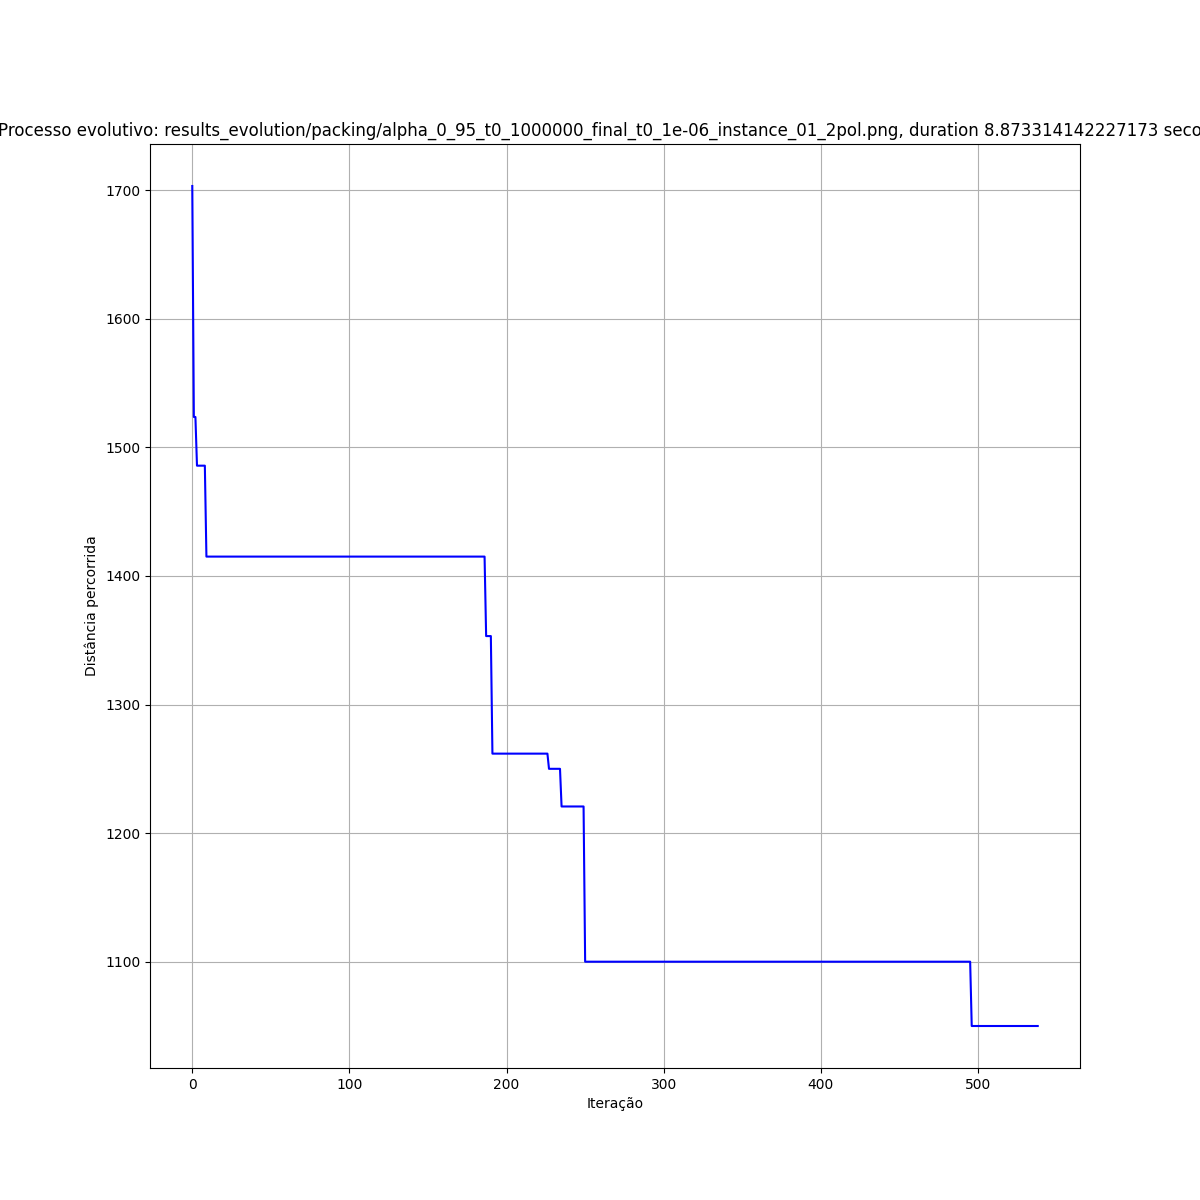 Processo evolutivo: results_evolution/packing/alpha_0_95_t0_1000000_final_t0_1e-06_instance_01_2pol.png, duration 8.873314142227173 seco
1700
1600
1500
1400
1300
1200
1100
Distância percorrida
0 100 200 300 400 500
Iteração